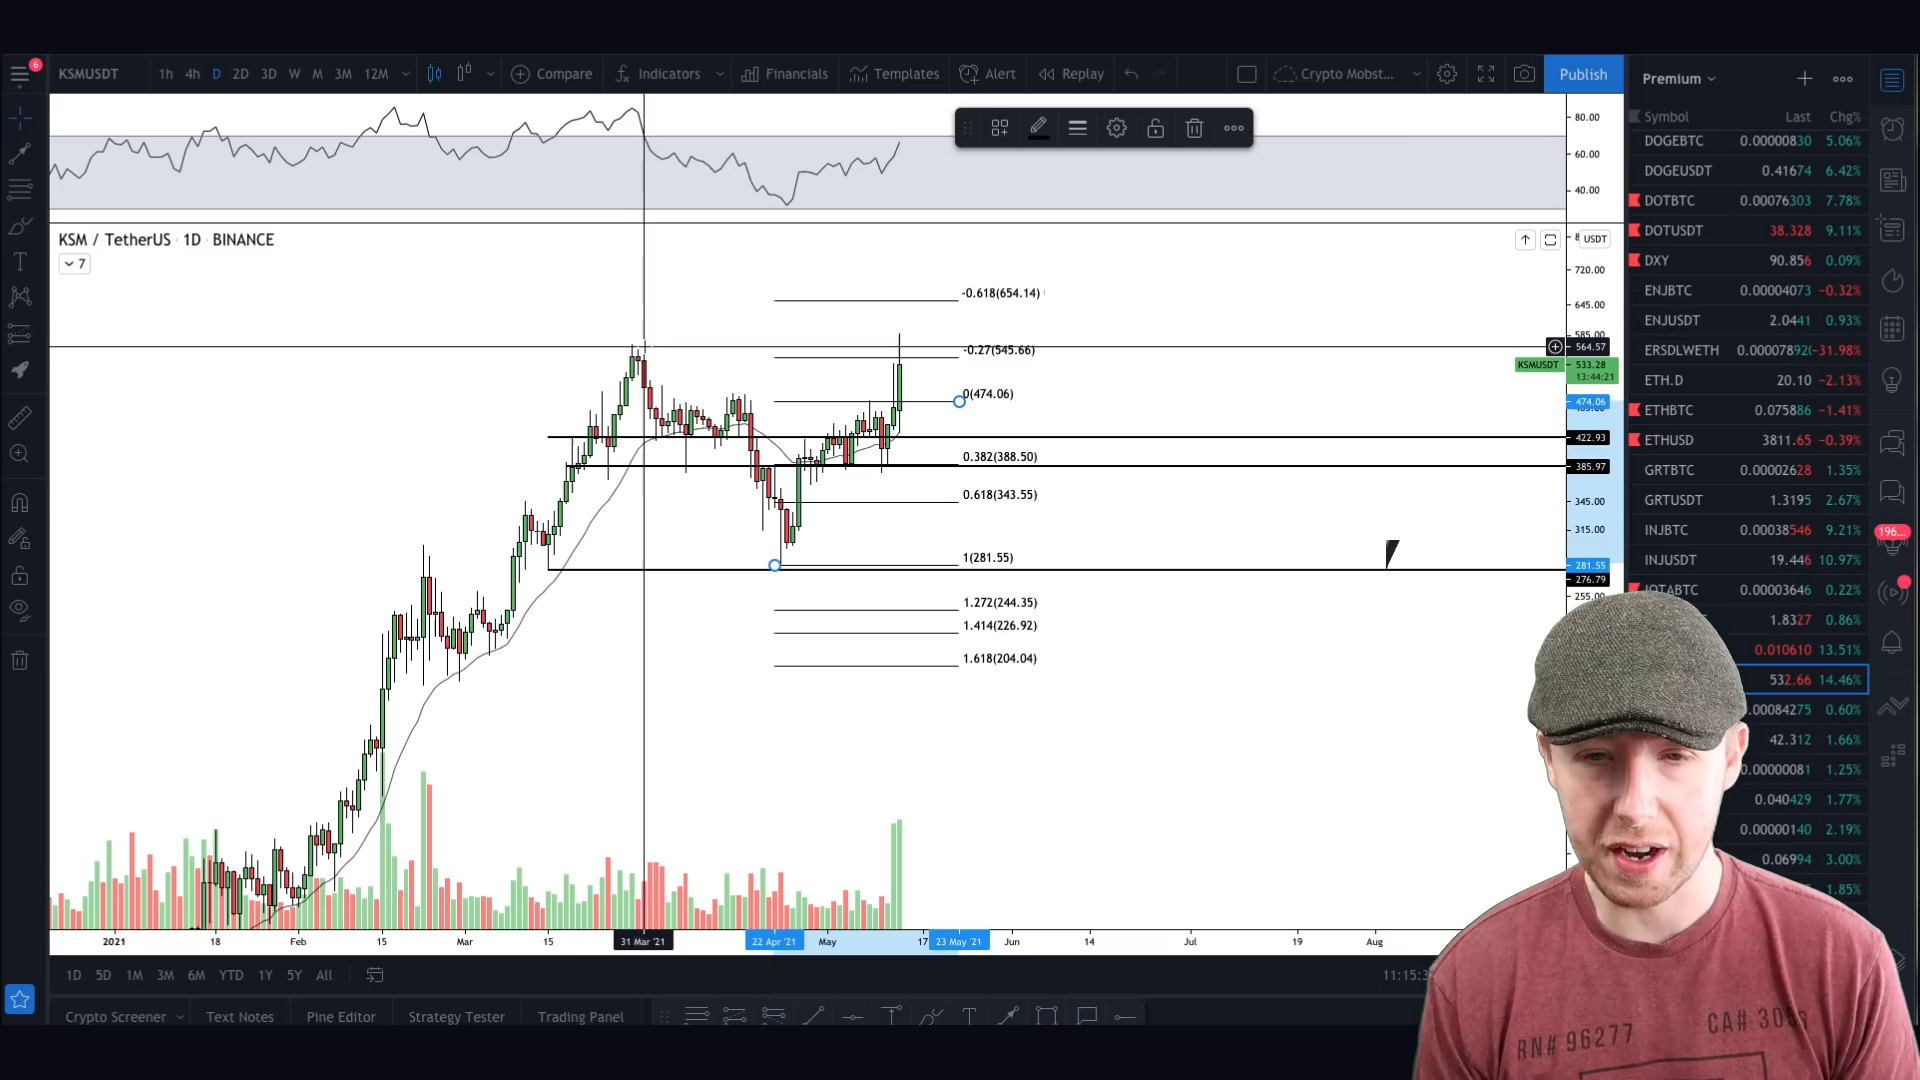 6
KSMUSDT 1h 4h D 2D 3D W M 3M 12M Compare Indicators Financials Templates Alert Replay Crypto Mobst... Publish
Premium
Symbol Last Chg%
80.00
60.00
40.00
KSM / TetherUS · 1D · BINANCE
7
USDT
720.00
645.00
585.00
564.57
KSMUSDT 533.28
13:44:21
474.06
422.93
385.97
345.00
315.00
281.55
276.79
255.00
-0.618(654.14)
-0.27(545.66)
0(474.06)
0.382(388.50)
0.618(343.55)
1(281.55)
1.272(244.35)
1.414(226.92)
1.618(204.04)
DOGEBTC 0.00000830 5.06%
DOGEUSDT 0.41674 6.42%
DOTBTC 0.00076303 7.78%
DOTUSDT 38.328 9.11%
DXY 90.856 0.09%
ENJBTC 0.00004073 −0.32%
ENJUSDT 2.0441 0.93%
ERSDLWETH 0.00007892( −31.98%
ETH.D 20.10 −2.13%
ETHBTC 0.075886 −1.41%
ETHUSD 3811.65 −0.39%
GRTBTC 0.00002628 1.35%
GRTUSDT 1.3195 2.67%
INJBTC 0.00038546 9.21%
INJUSDT 19.446 10.97%
IOTABTC 0.00003646 0.22%
1.8327 0.86%
0.010610 13.51%
532.66 14.46%
.00084275 0.60%
42.312 1.66%
0.00000081 1.25%
0.040429 1.77%
0.00000140 2.19%
0.06994 3.00%
1.85%
196...
2021 18 Feb 15 Mar 15 31 Mar '21 22 Apr '21 May 17 23 May '21 Jun 14 Jul 19 Aug
1D 5D 1M 3M 6M YTD 1Y 5Y All
11:15:3
Crypto Screener Text Notes Pine Editor Strategy Tester Trading Panel
RN# 96277 CA# 308